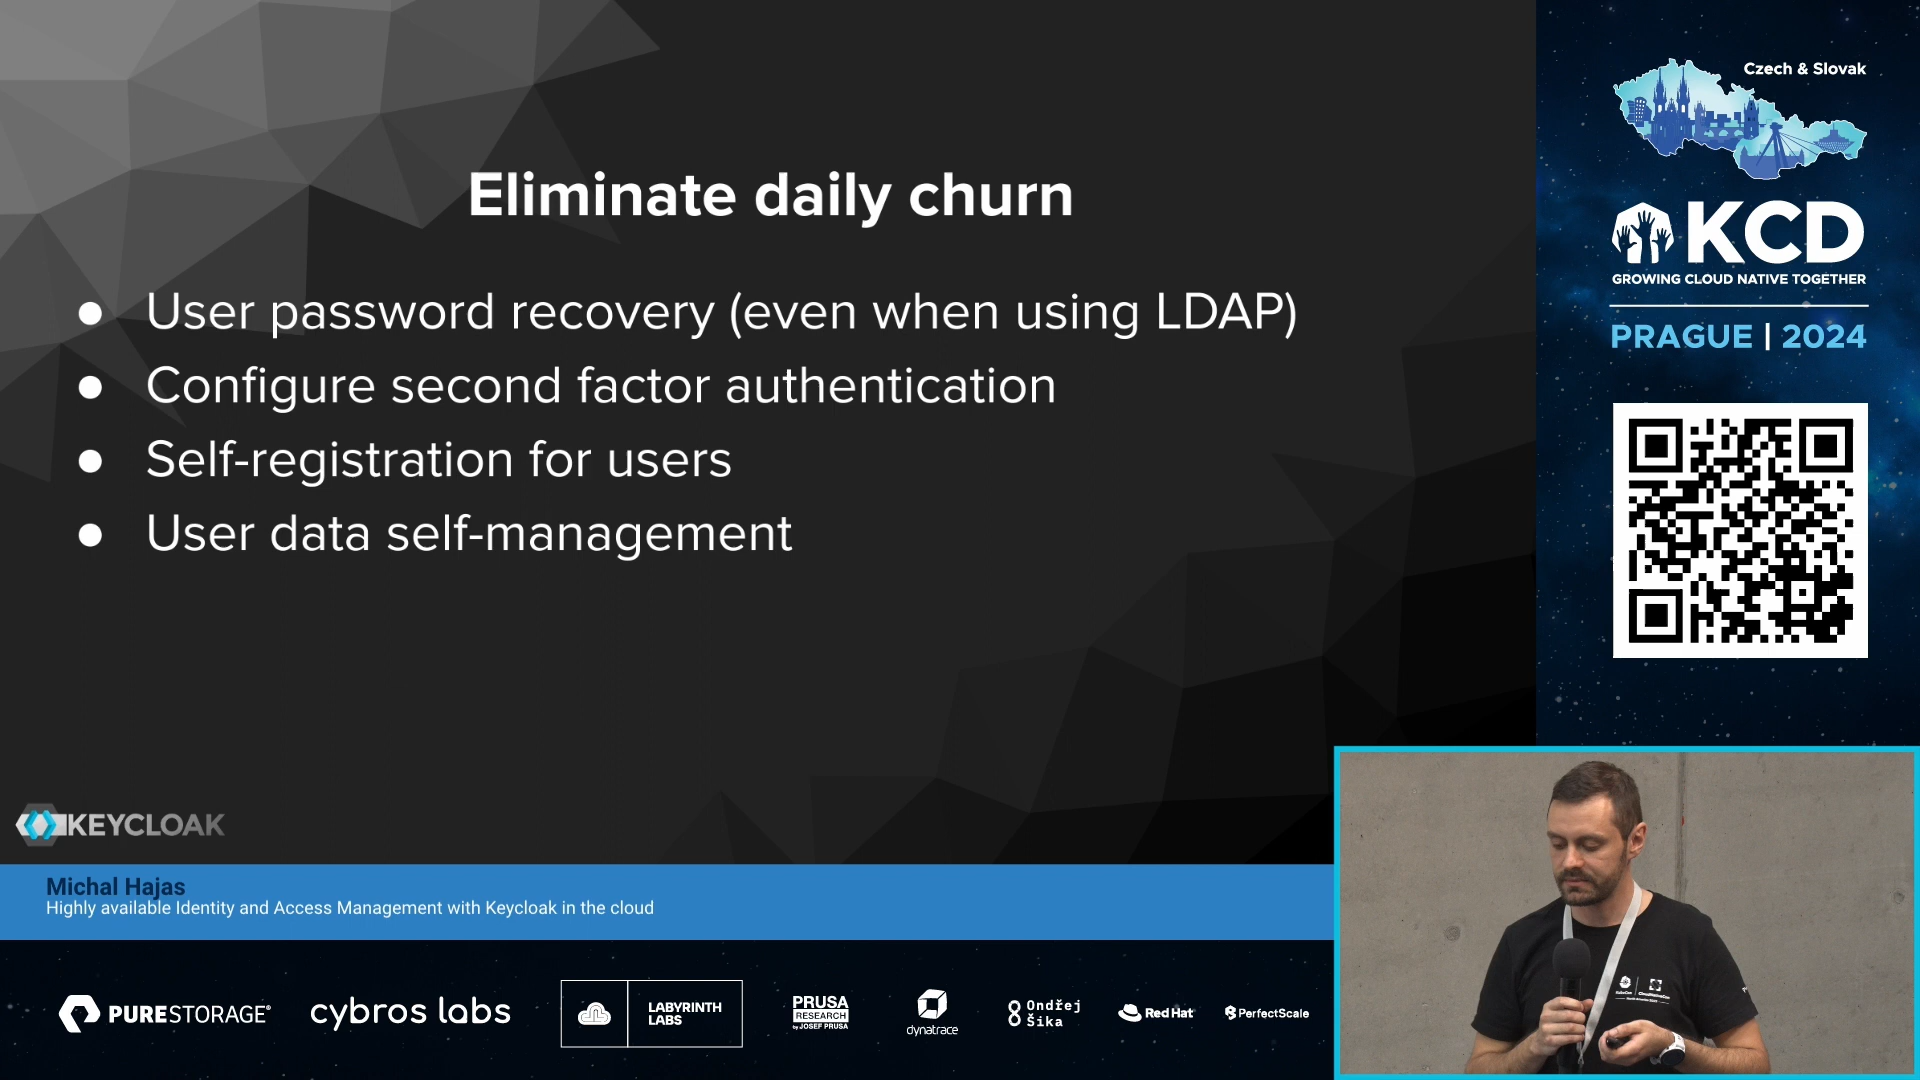 Eliminate daily churn
● User password recovery (even when using LDAP)
● Configure second factor authentication
● Self-registration for users
● User data self-management
KEYCLOAK
Michal Hajas
Highly available Identity and Access Management with Keycloak in the cloud
PURESTORAGE®
cybros labs
LABYRINTH
LABS
PRUSA
RESEARCH
by JOSEF PRUSA
dynatrace
Ondřej
Šika
Red Hat
PerfectScale
Czech & Slovak
KCD
GROWING CLOUD NATIVE TOGETHER
PRAGUE | 2024